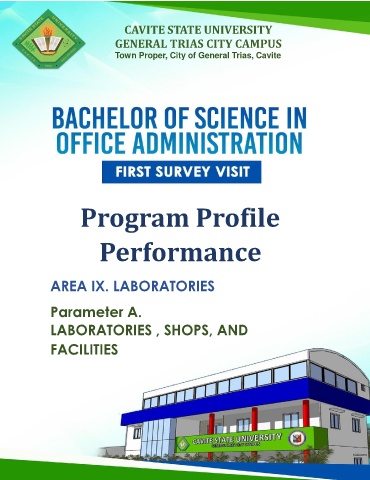 CAVITE STATE UNIVERSITY
GENERAL TRIAS CITY CAMPUS
Town Proper, City of General Trias, Cavite
BACHELOR OF SCIENCE IN
OFFICE ADMINISTRATION
FIRST SURVEY VISIT
Program Profile
Performance
AREA IX. LABORATORIES
Parameter A.
LABORATORIES , SHOPS, AND
FACILITIES
CAVITE STATE UNIVERSITY